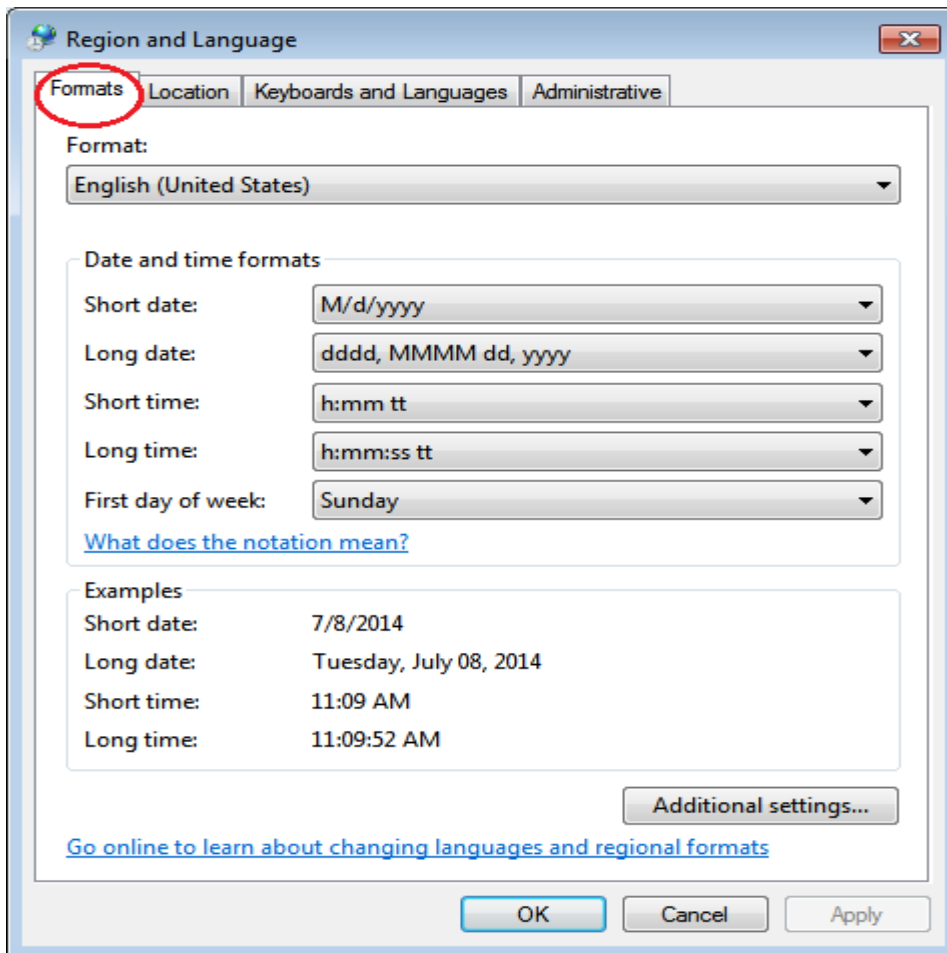 Region and Language
Formats Location Keyboards and Languages Administrative
Format:
English (United States)
Date and time formats
Short date: M/d/yyyy
Long date: dddd, MMMM dd, yyyy
Short time: h:mm tt
Long time: h:mm:ss tt
First day of week: Sunday
What does the notation mean?
Examples
Short date: 7/8/2014
Long date: Tuesday, July 08, 2014
Short time: 11:09 AM
Long time: 11:09:52 AM
Additional settings...
Go online to learn about changing languages and regional formats
OK Cancel Apply